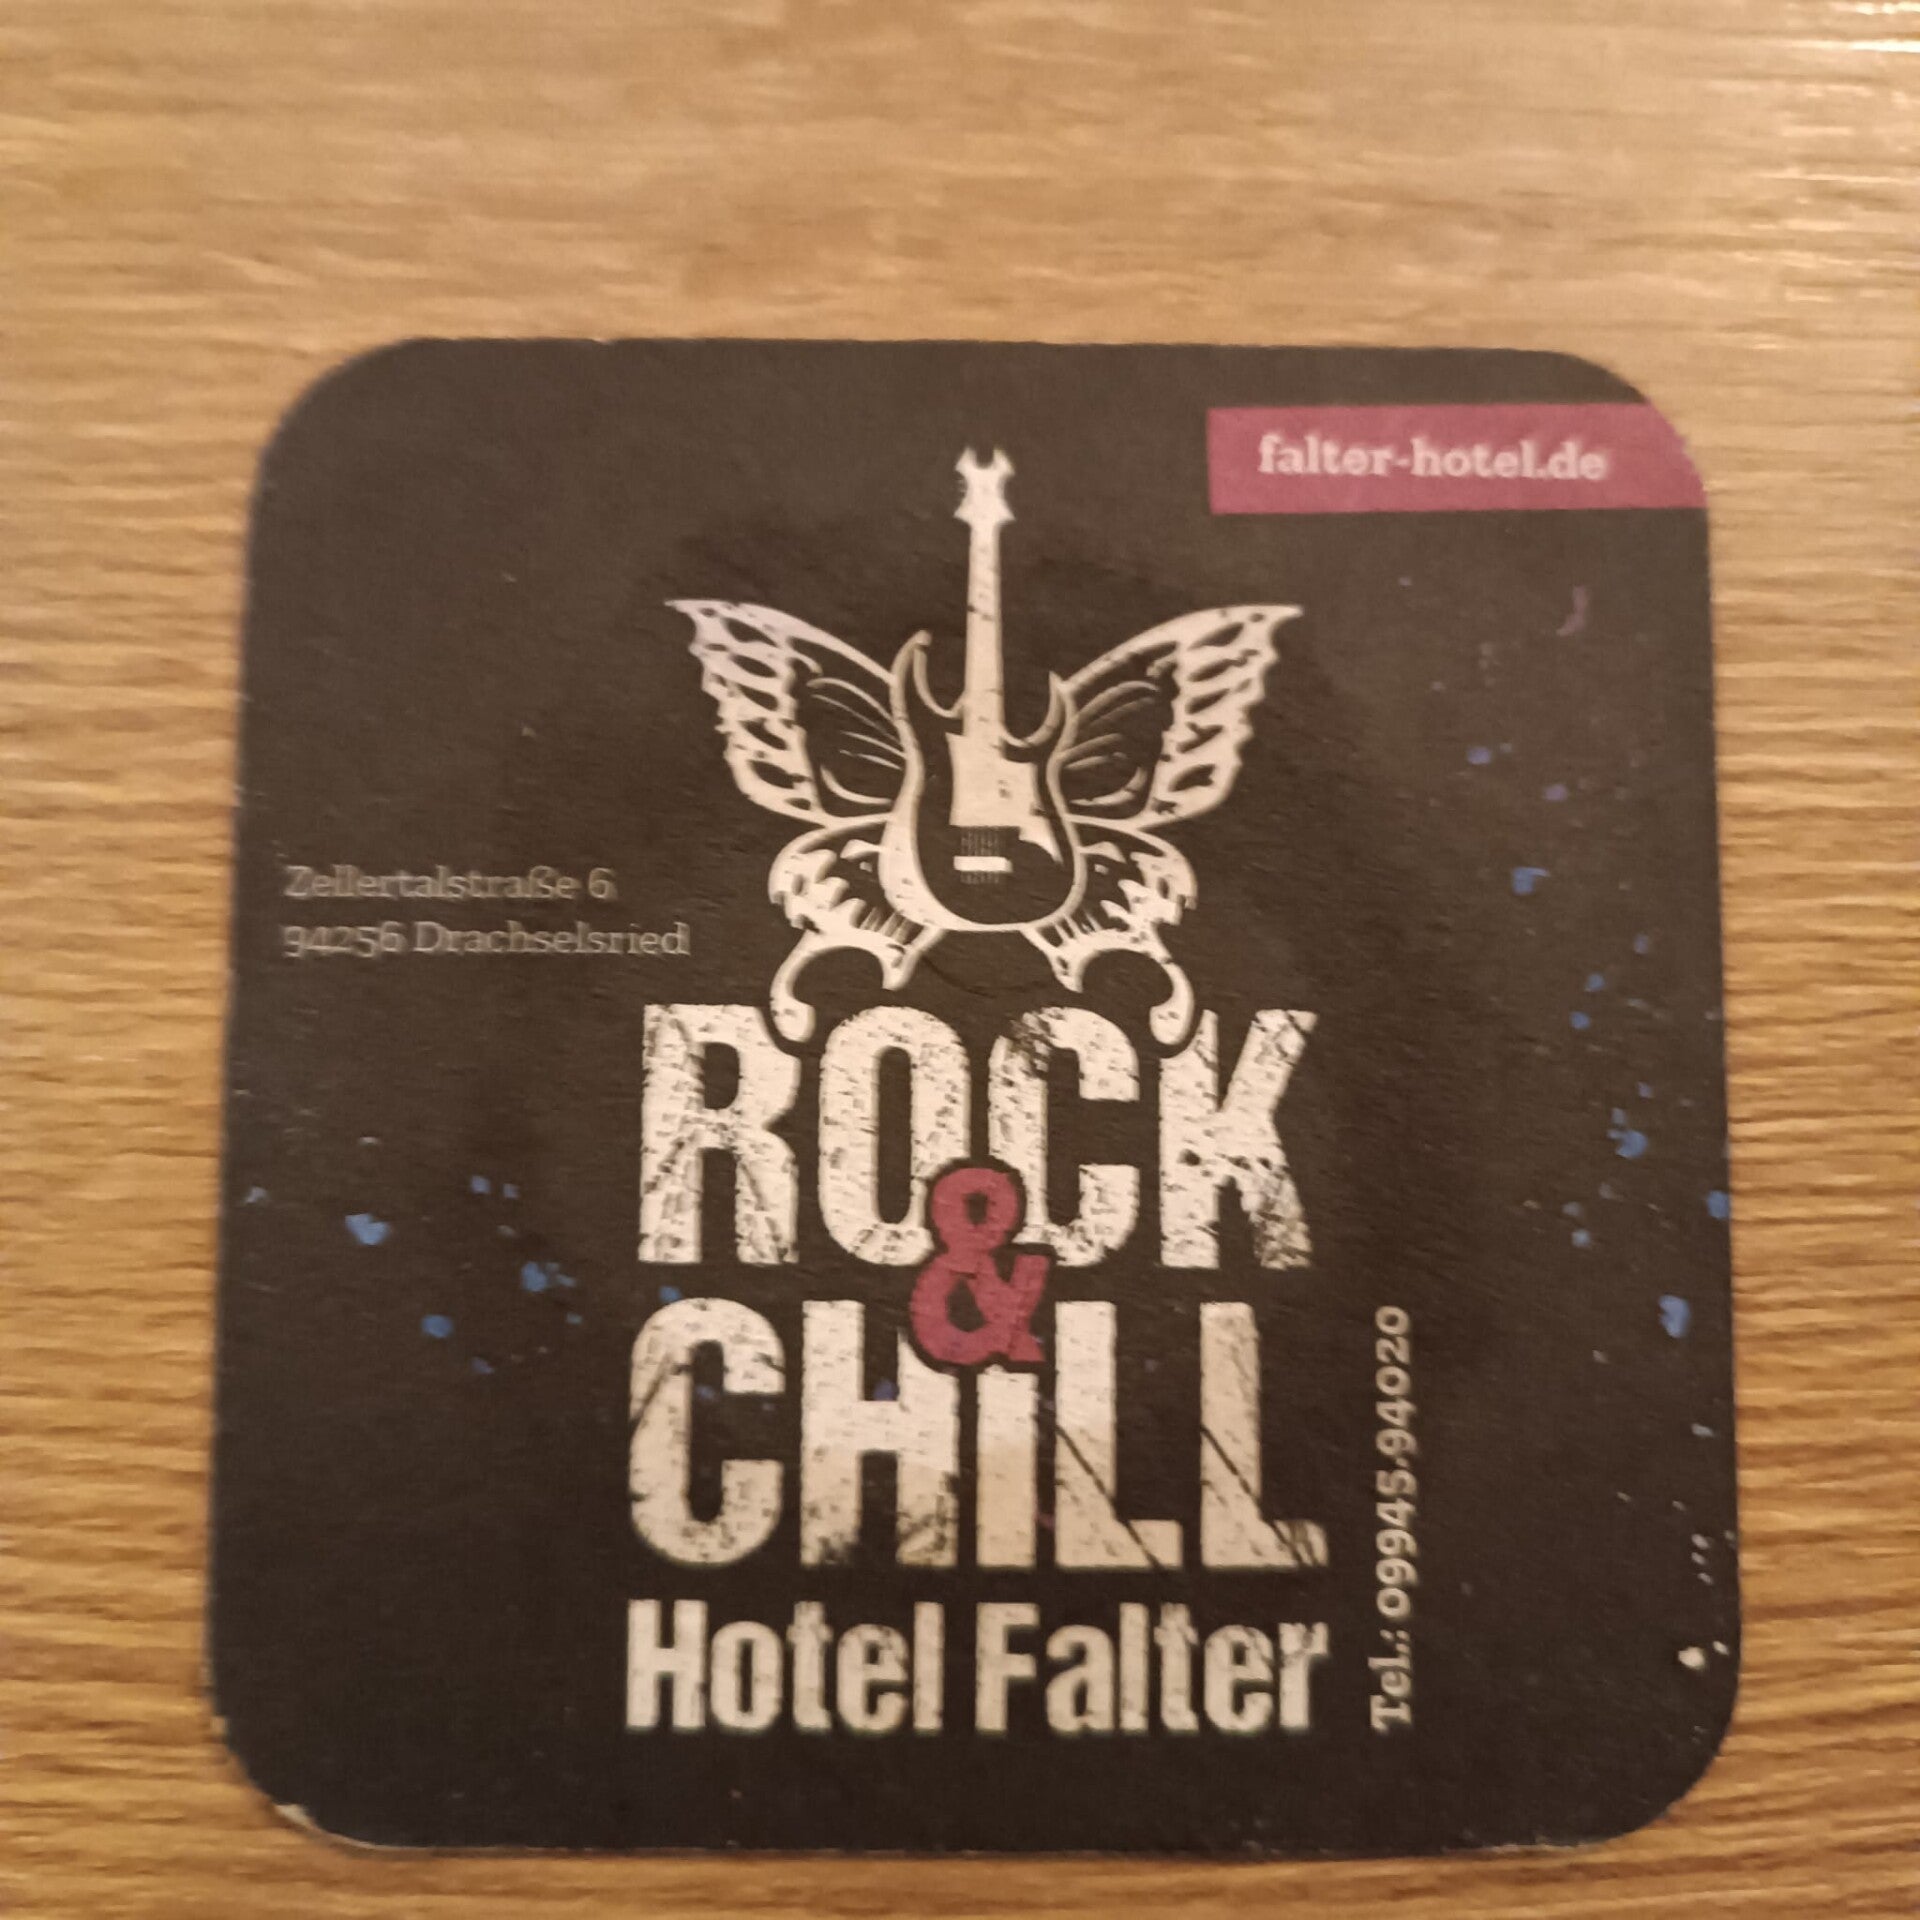 falter-hotel.de
Zellertalstraße 6
94256 Drachselsried
ROCK
&
CHILL
Hotel Falter
Tel.: 09945.94020